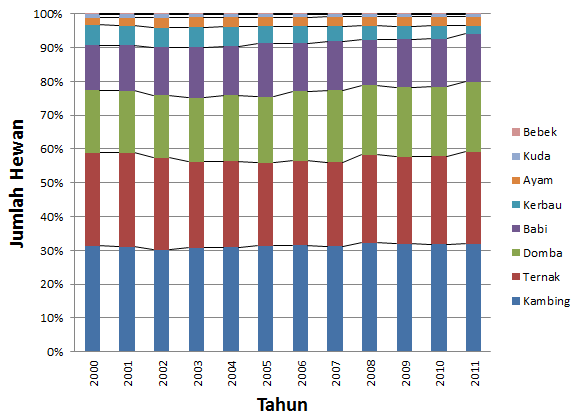 100%
90%
80%
70%
60%
50%
40%
30%
20%
10%
0%
Jumlah Hewan
2000 2001 2002 2003 2004 2005 2006 2007 2008 2009 2010 2011
Tahun
Bebek
Kuda
Ayam
Kerbau
Babi
Domba
Ternak
Kambing